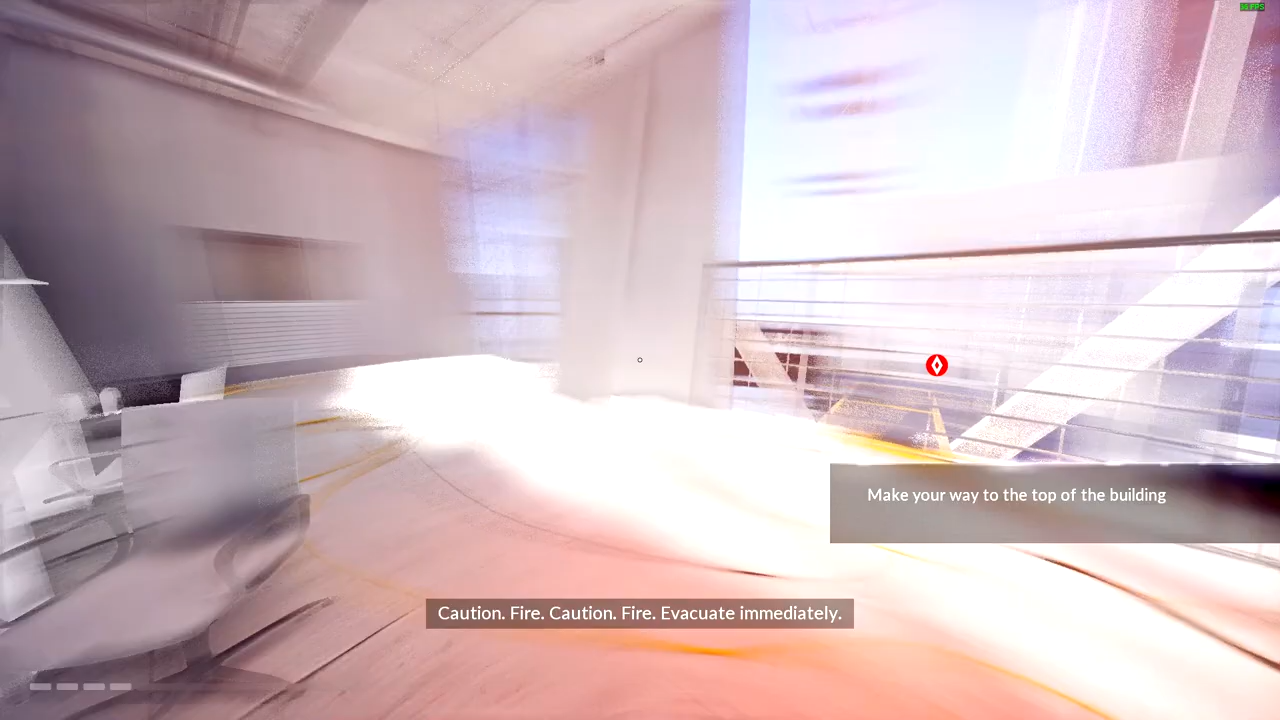 Make your way to the top of the building
Caution. Fire. Caution. Fire. Evacuate immediately.